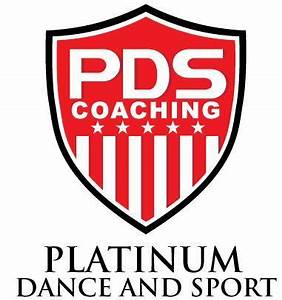 PDS
COACHING
PLATINUM
DANCE AND SPORT